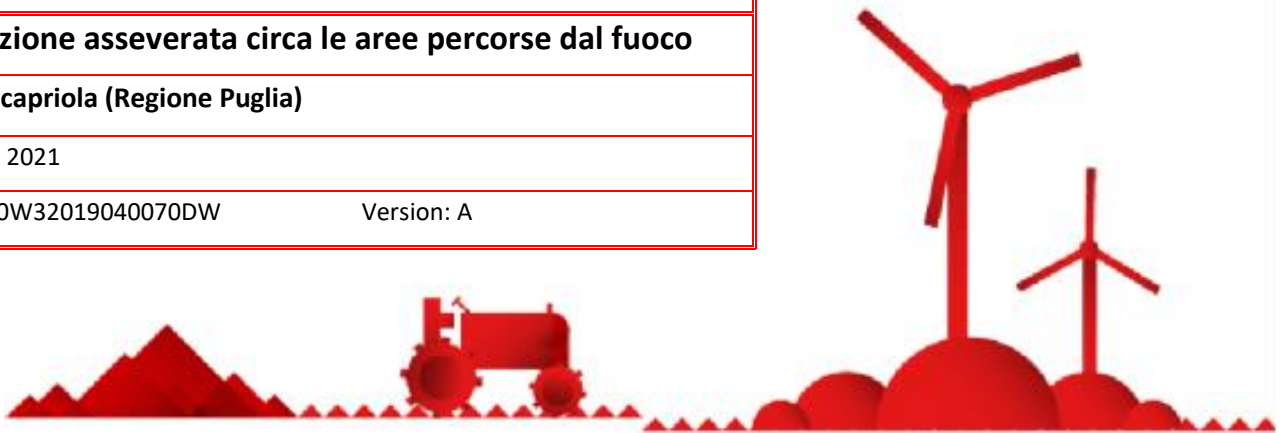 zione asseverata circa le aree percorse dal fuoco
capriola (Regione Puglia)
2021
0W32019040070DW Version: A